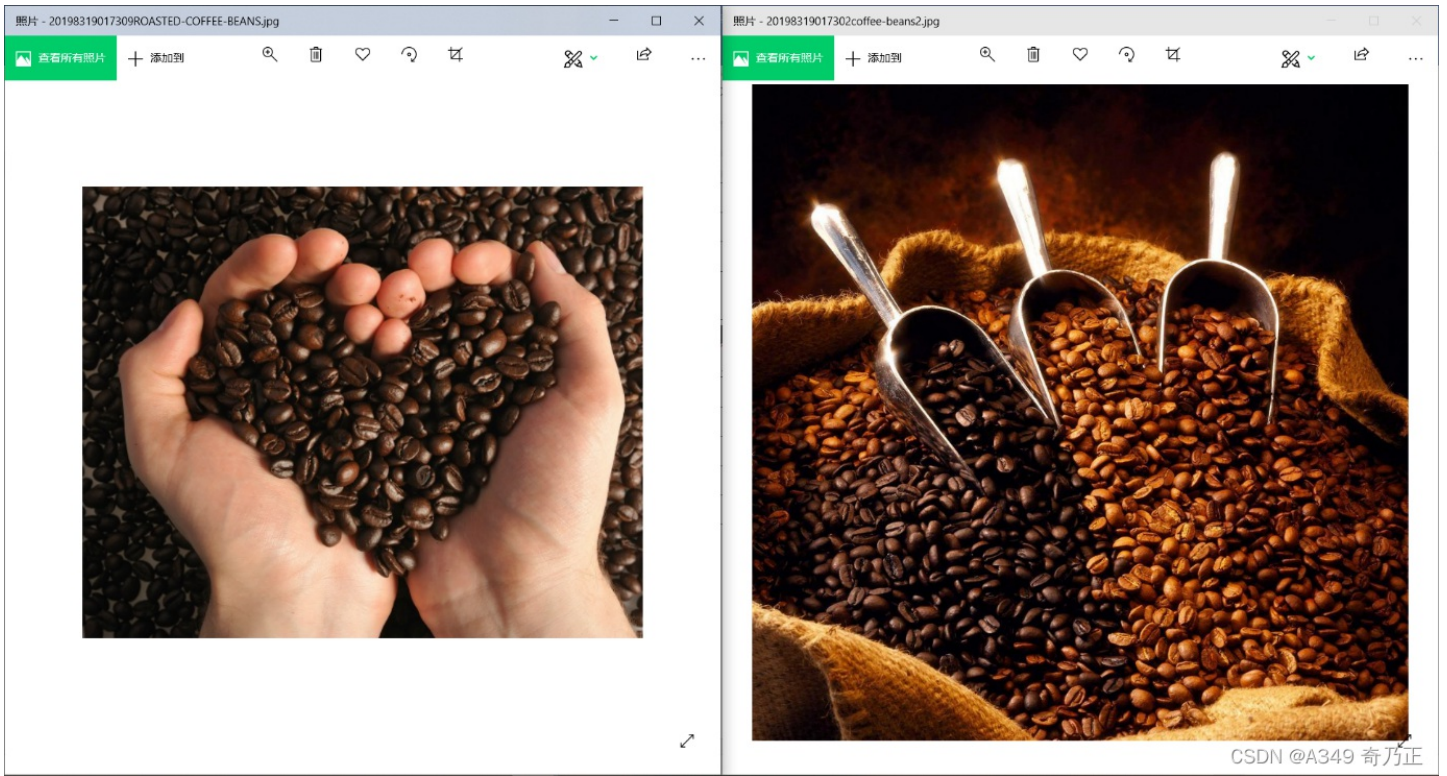 照片 - 20198319017309ROASTED-COFFEE-BEANS.jpg
查看所有照片
添加到
照片 - 20198319017302coffee-beans2.jpg
查看所有照片
添加到
CSDN @A349 奇乃正